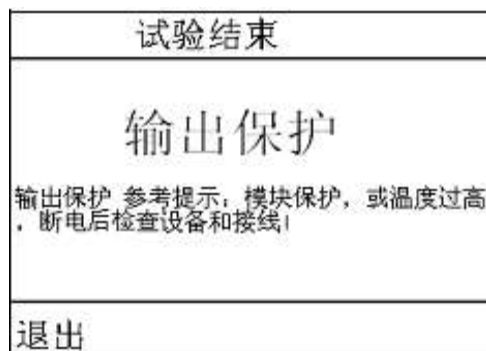 试验结束
输出保护
输出保护 参考提示：模块保护，或温度过高
，断电后检查设备和接线！
退出